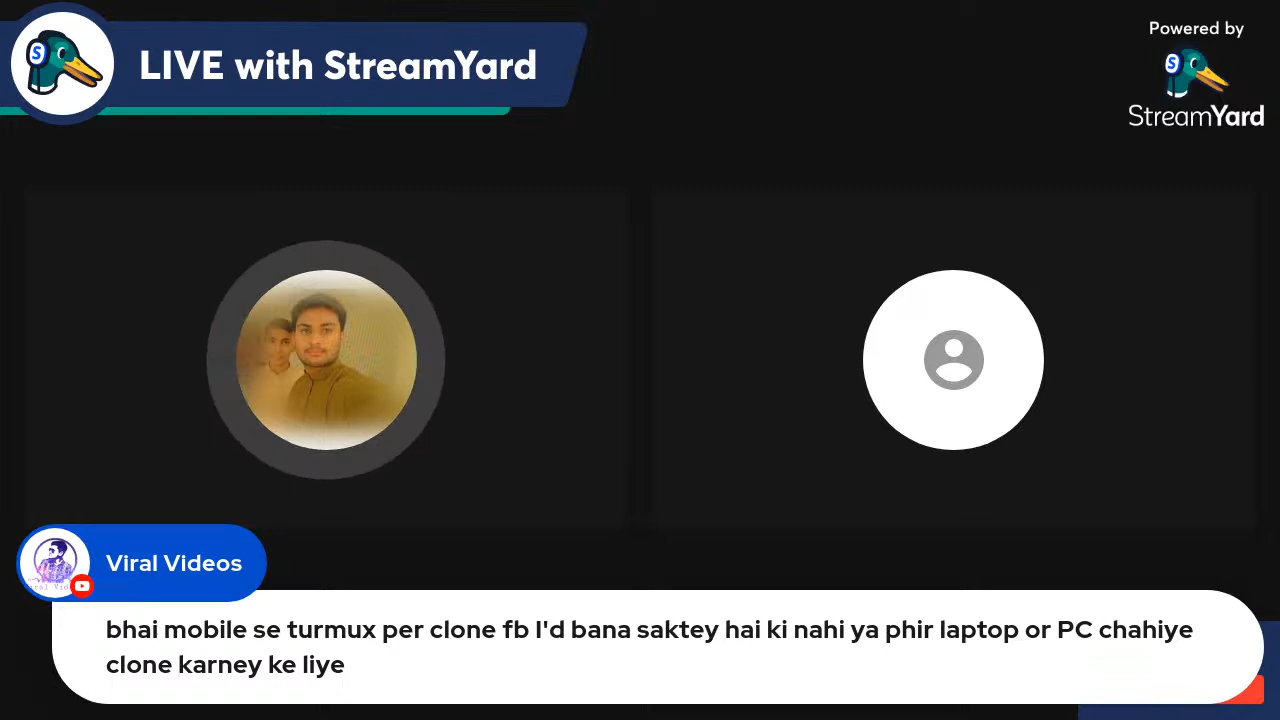 LIVE with StreamYard
Powered by
StreamYard
Viral Videos
bhai mobile se turmux per clone fb I'd bana saktey hai ki nahi ya phir laptop or PC chahiye
clone karney ke liye